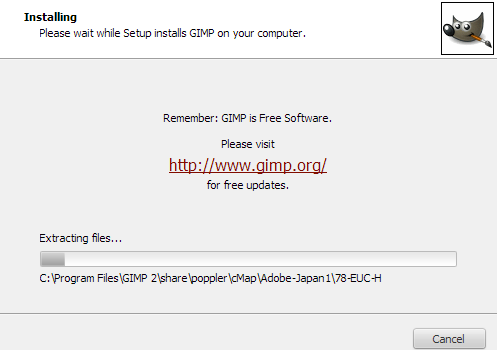 Installing
Please wait while Setup installs GIMP on your computer.
Remember: GIMP is Free Software.
Please visit
http://www.gimp.org/
for free updates.
Extracting files...
C:\Program Files\GIMP 2\share\poppler\cMap\Adobe-Japan1\78-EUC-H
Cancel